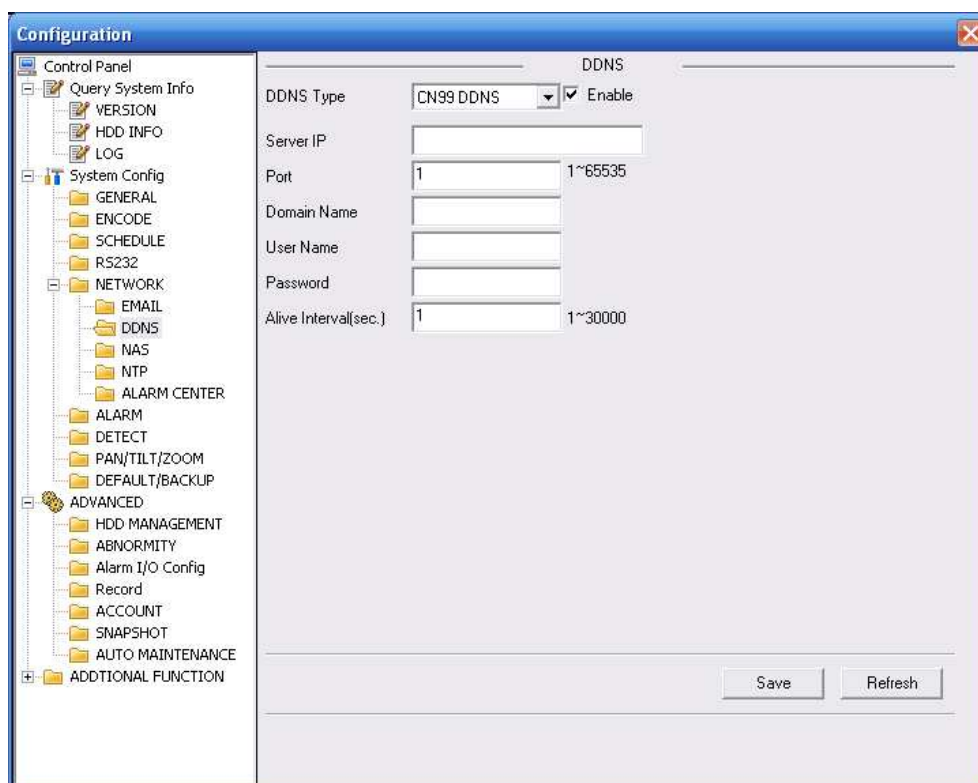 Configuration
Control Panel
Query System Info
VERSION
HDD INFO
LOG
System Config
GENERAL
ENCODE
SCHEDULE
RS232
NETWORK
EMAIL
DDNS
NAS
NTP
ALARM CENTER
ALARM
DETECT
PAN/TILT/ZOOM
DEFAULT/BACKUP
ADVANCED
HDD MANAGEMENT
ABNORMITY
Alarm I/O Config
Record
ACCOUNT
SNAPSHOT
AUTO MAINTENANCE
ADDTIONAL FUNCTION
DDNS
DDNS Type CN99 DDNS Enable
Server IP
Port 1 1~65535
Domain Name
User Name
Password
Alive Interval(sec.) 1 1~30000
Save Refresh